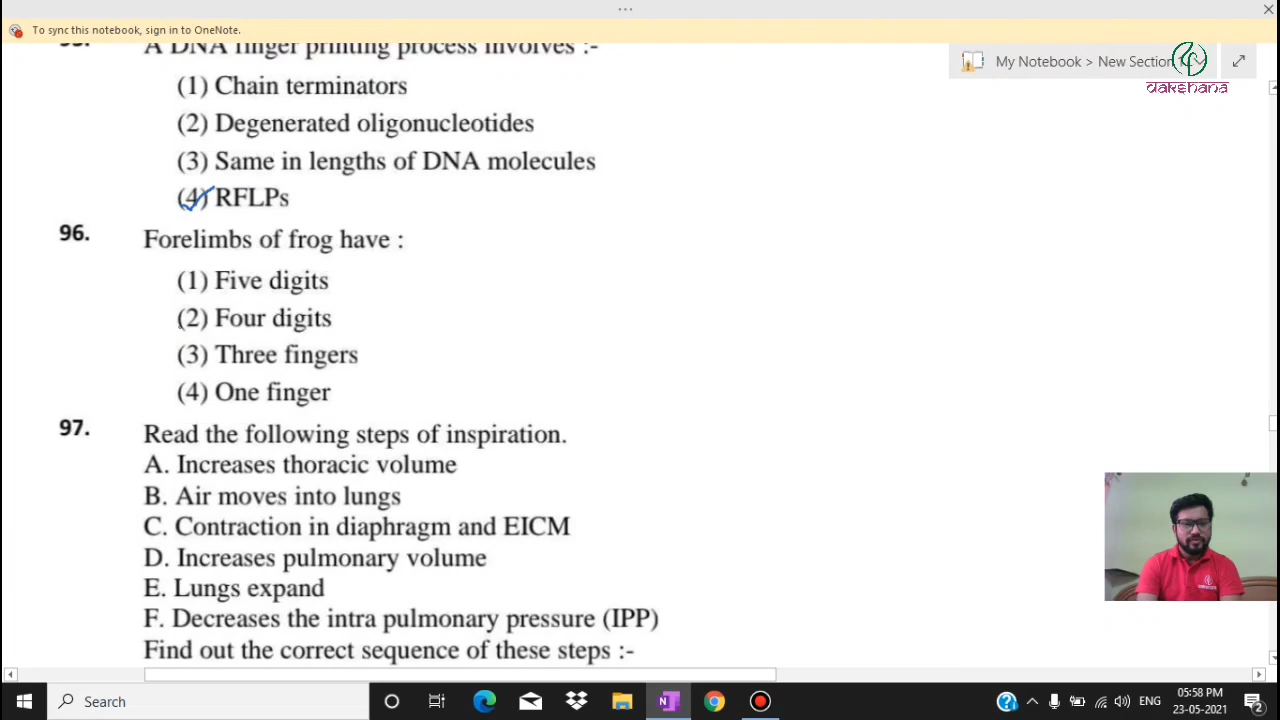 To sync this notebook, sign in to OneNote.
My Notebook > New Section 1
dakshana
A DNA finger printing process involves :-
(1) Chain terminators
(2) Degenerated oligonucleotides
(3) Same in lengths of DNA molecules
(4) RFLPs
96. Forelimbs of frog have :
(1) Five digits
(2) Four digits
(3) Three fingers
(4) One finger
97. Read the following steps of inspiration.
A. Increases thoracic volume
B. Air moves into lungs
C. Contraction in diaphragm and EICM
D. Increases pulmonary volume
E. Lungs expand
F. Decreases the intra pulmonary pressure (IPP)
Find out the correct sequence of these steps :-
Search
ENG
05:58 PM
23-05-2021
2